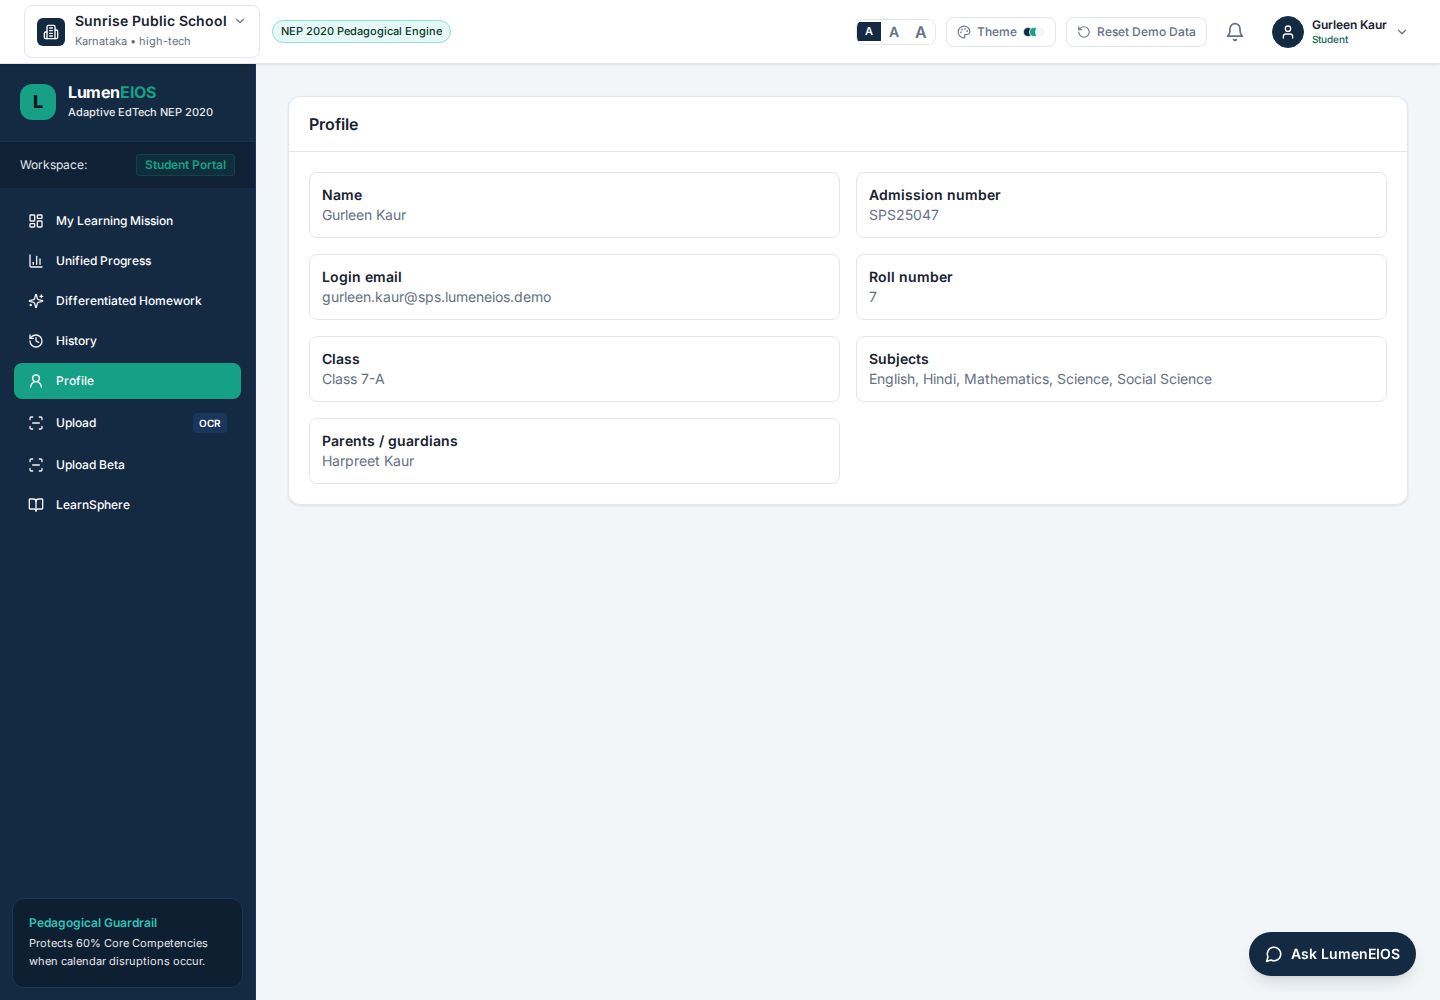 Sunrise Public School
Karnataka • high-tech
NEP 2020 Pedagogical Engine
A A A
Theme
Reset Demo Data
Gurleen Kaur
Student
L
LumenEIOS
Adaptive EdTech NEP 2020
Workspace:
Student Portal
My Learning Mission
Unified Progress
Differentiated Homework
History
Profile
Upload
OCR
Upload Beta
LearnSphere
Pedagogical Guardrail
Protects 60% Core Competencies
when calendar disruptions occur.
Profile
Name
Gurleen Kaur
Admission number
SPS25047
Login email
gurleen.kaur@sps.lumeneios.demo
Roll number
7
Class
Class 7-A
Subjects
English, Hindi, Mathematics, Science, Social Science
Parents / guardians
Harpreet Kaur
Ask LumenEIOS